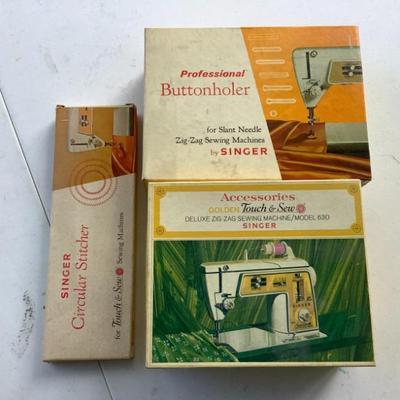 Professional
Buttonholer
for Slant Needle
Zig-Zag Sewing Machines
by SINGER
Accessories
GOLDEN Touch & Sew
DELUXE ZIG-ZAG SEWING MACHINE/MODEL 630
SINGER
SINGER
SINGER
Circular Stitcher
for Touch & Sew Sewing Machines